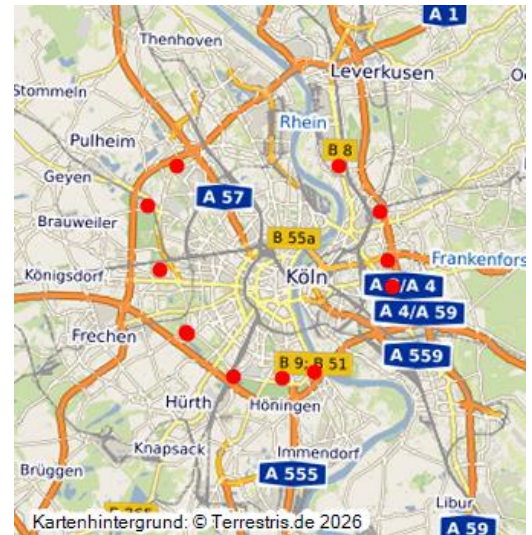 A 1
Thenhoven
Leverkusen
Stommeln
Rhein
Pulheim
B 8
Geyen
A 57
Brauweiler
B 55a
Frankenfors
Königsdorf
Köln
A 4
A 4/A 59
Frechen
A 559
B 9; B 51
Hürth
Höningen
Knapsack
Immendorf
Brüggen
A 555
Libur
Kartenhintergrund: © Terrestris.de 2026
A 59